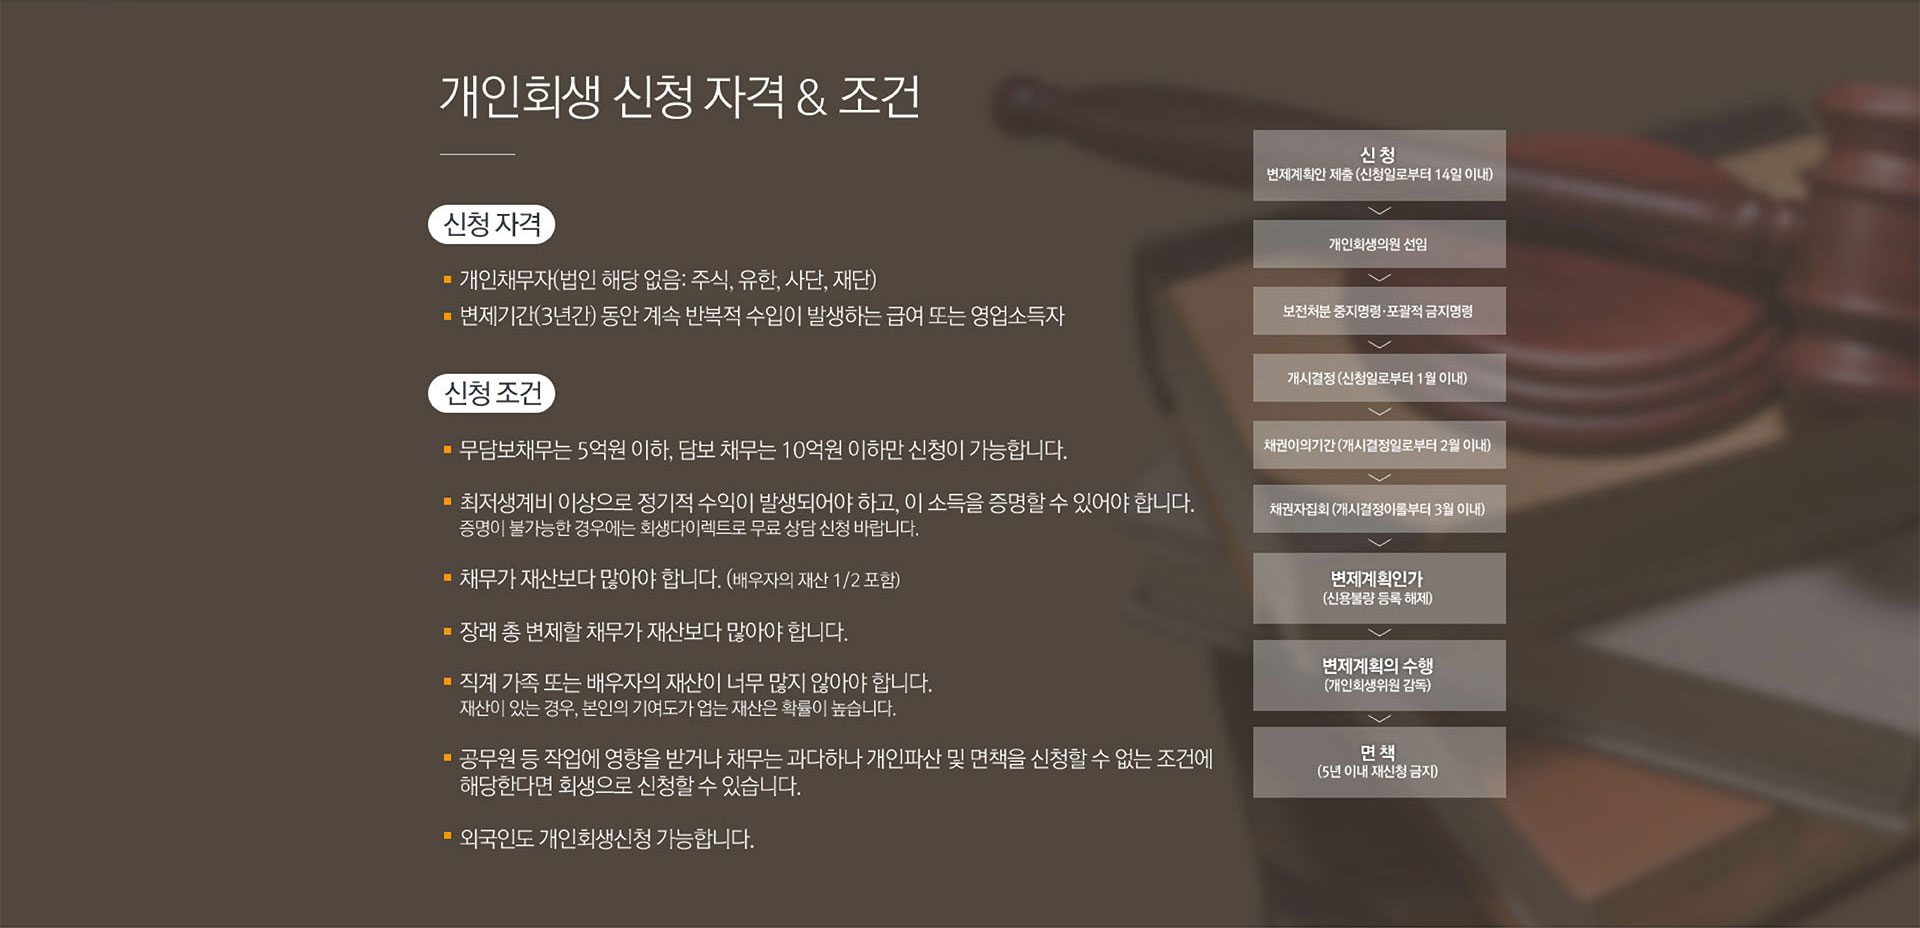 개인회생 신청 자격 & 조건
신청 자격
개인채무자(법인 해당 없음: 주식, 유한, 사단, 재단)
변제기간(3년간) 동안 계속 반복적 수입이 발생하는 급여 또는 영업소득자
신청 조건
무담보채무는 5억원 이하, 담보 채무는 10억원 이하만 신청이 가능합니다.
최저생계비 이상으로 정기적 수익이 발생되어야 하고, 이 소득을 증명할 수 있어야 합니다.
증명이 불가능한 경우에는 회생다이렉트로 무료 상담 신청 바랍니다.
채무가 재산보다 많아야 합니다. (배우자의 재산 1/2 포함)
장래 총 변제할 채무가 재산보다 많아야 합니다.
직계 가족 또는 배우자의 재산이 너무 많지 않아야 합니다.
재산이 있는 경우, 본인의 기여도가 업는 재산은 확률이 높습니다.
공무원 등 작업에 영향을 받거나 채무는 과다하나 개인파산 및 면책을 신청할 수 없는 조건에
해당한다면 회생으로 신청할 수 있습니다.
외국인도 개인회생신청 가능합니다.
신 청
변제계획안 제출 (신청일로부터 14일 이내)
개인회생의원 선임
보전처분 중지명령·포괄적 금지명령
개시결정 (신청일로부터 1월 이내)
채권이의기간 (개시결정일로부터 2월 이내)
채권자집회 (개시결정이롤부터 3월 이내)
변제계획인가
(신용불량 등록 해제)
변제계획의 수행
(개인회생위원 감독)
면 책
(5년 이내 재신청 금지)